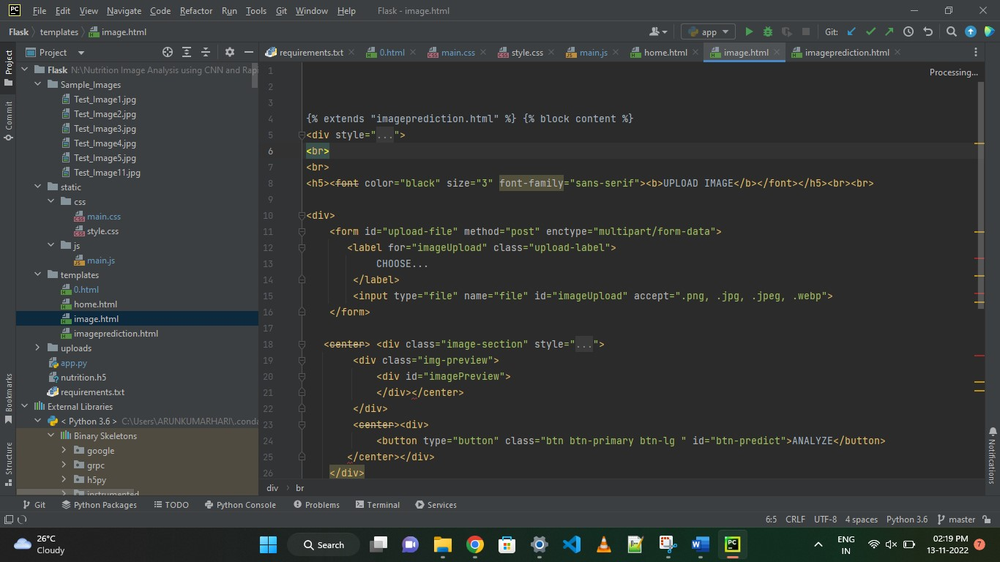 PC File Edit View Navigate Code Refactor Run Tools Git Window Help Flask - image.html
Flask templates image.html app Git:
Project requirements.txt 0.html main.css style.css main.js home.html image.html imageprediction.html
Project
Commit
Bookmarks
Structure
Flask N:\Nutrition Image Analysis using CNN and Rapi
Sample_Images
Test_Image1.jpg
Test_Image2.jpg
Test_Image3.jpg
Test_Image4.jpg
Test_Image5.jpg
Test_Image11.jpg
static
css
main.css
style.css
js
main.js
templates
0.html
home.html
image.html
imageprediction.html
uploads
app.py
nutrition.h5
requirements.txt
External Libraries
< Python 3.6 > C:\Users\ARUNKUMARHARI\.conda
Binary Skeletons
google
grpc
h5py
instrumented
Processing...
1
2
3
4 {% extends "imageprediction.html" %} {% block content %}
5 <div style="...">
6 <br>
7 <br>
8 <h5><font color="black" size="3" font-family="sans-serif"><b>UPLOAD IMAGE</b></font></h5><br><br>
9
10 <div>
11 <form id="upload-file" method="post" enctype="multipart/form-data">
12 <label for="imageUpload" class="upload-label">
13 CHOOSE...
14 </label>
15 <input type="file" name="file" id="imageUpload" accept=".png, .jpg, .jpeg, .webp">
16 </form>
17
18 <center> <div class="image-section" style="...">
19 <div class="img-preview">
20 <div id="imagePreview">
21 </div></center>
22 </div>
23 <center><div>
24 <button type="button" class="btn btn-primary btn-lg " id="btn-predict">ANALYZE</button>
25 </center></div>
26 </div>
div br
Notifications
Git Python Packages TODO Python Console Problems Terminal Services
6:5 CRLF UTF-8 4 spaces Python 3.6 master
26°C
Cloudy
Search
PC
ENG
IN
02:19 PM
13-11-2022
7